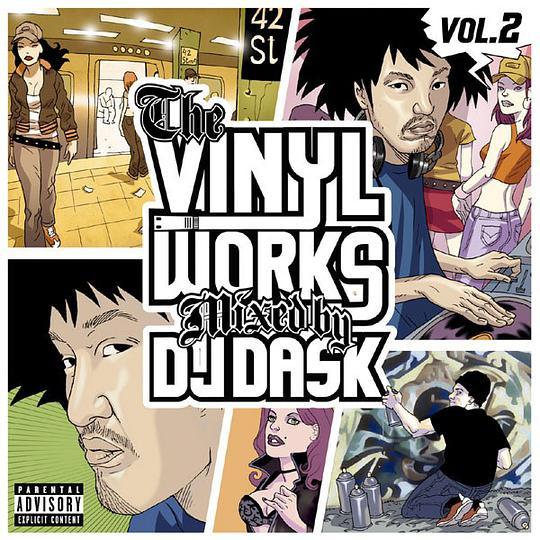 42
St
VOL.2
The
VINYL
WORKS
Mixed by
DJ DASK
PARENTAL
ADVISORY
EXPLICIT CONTENT